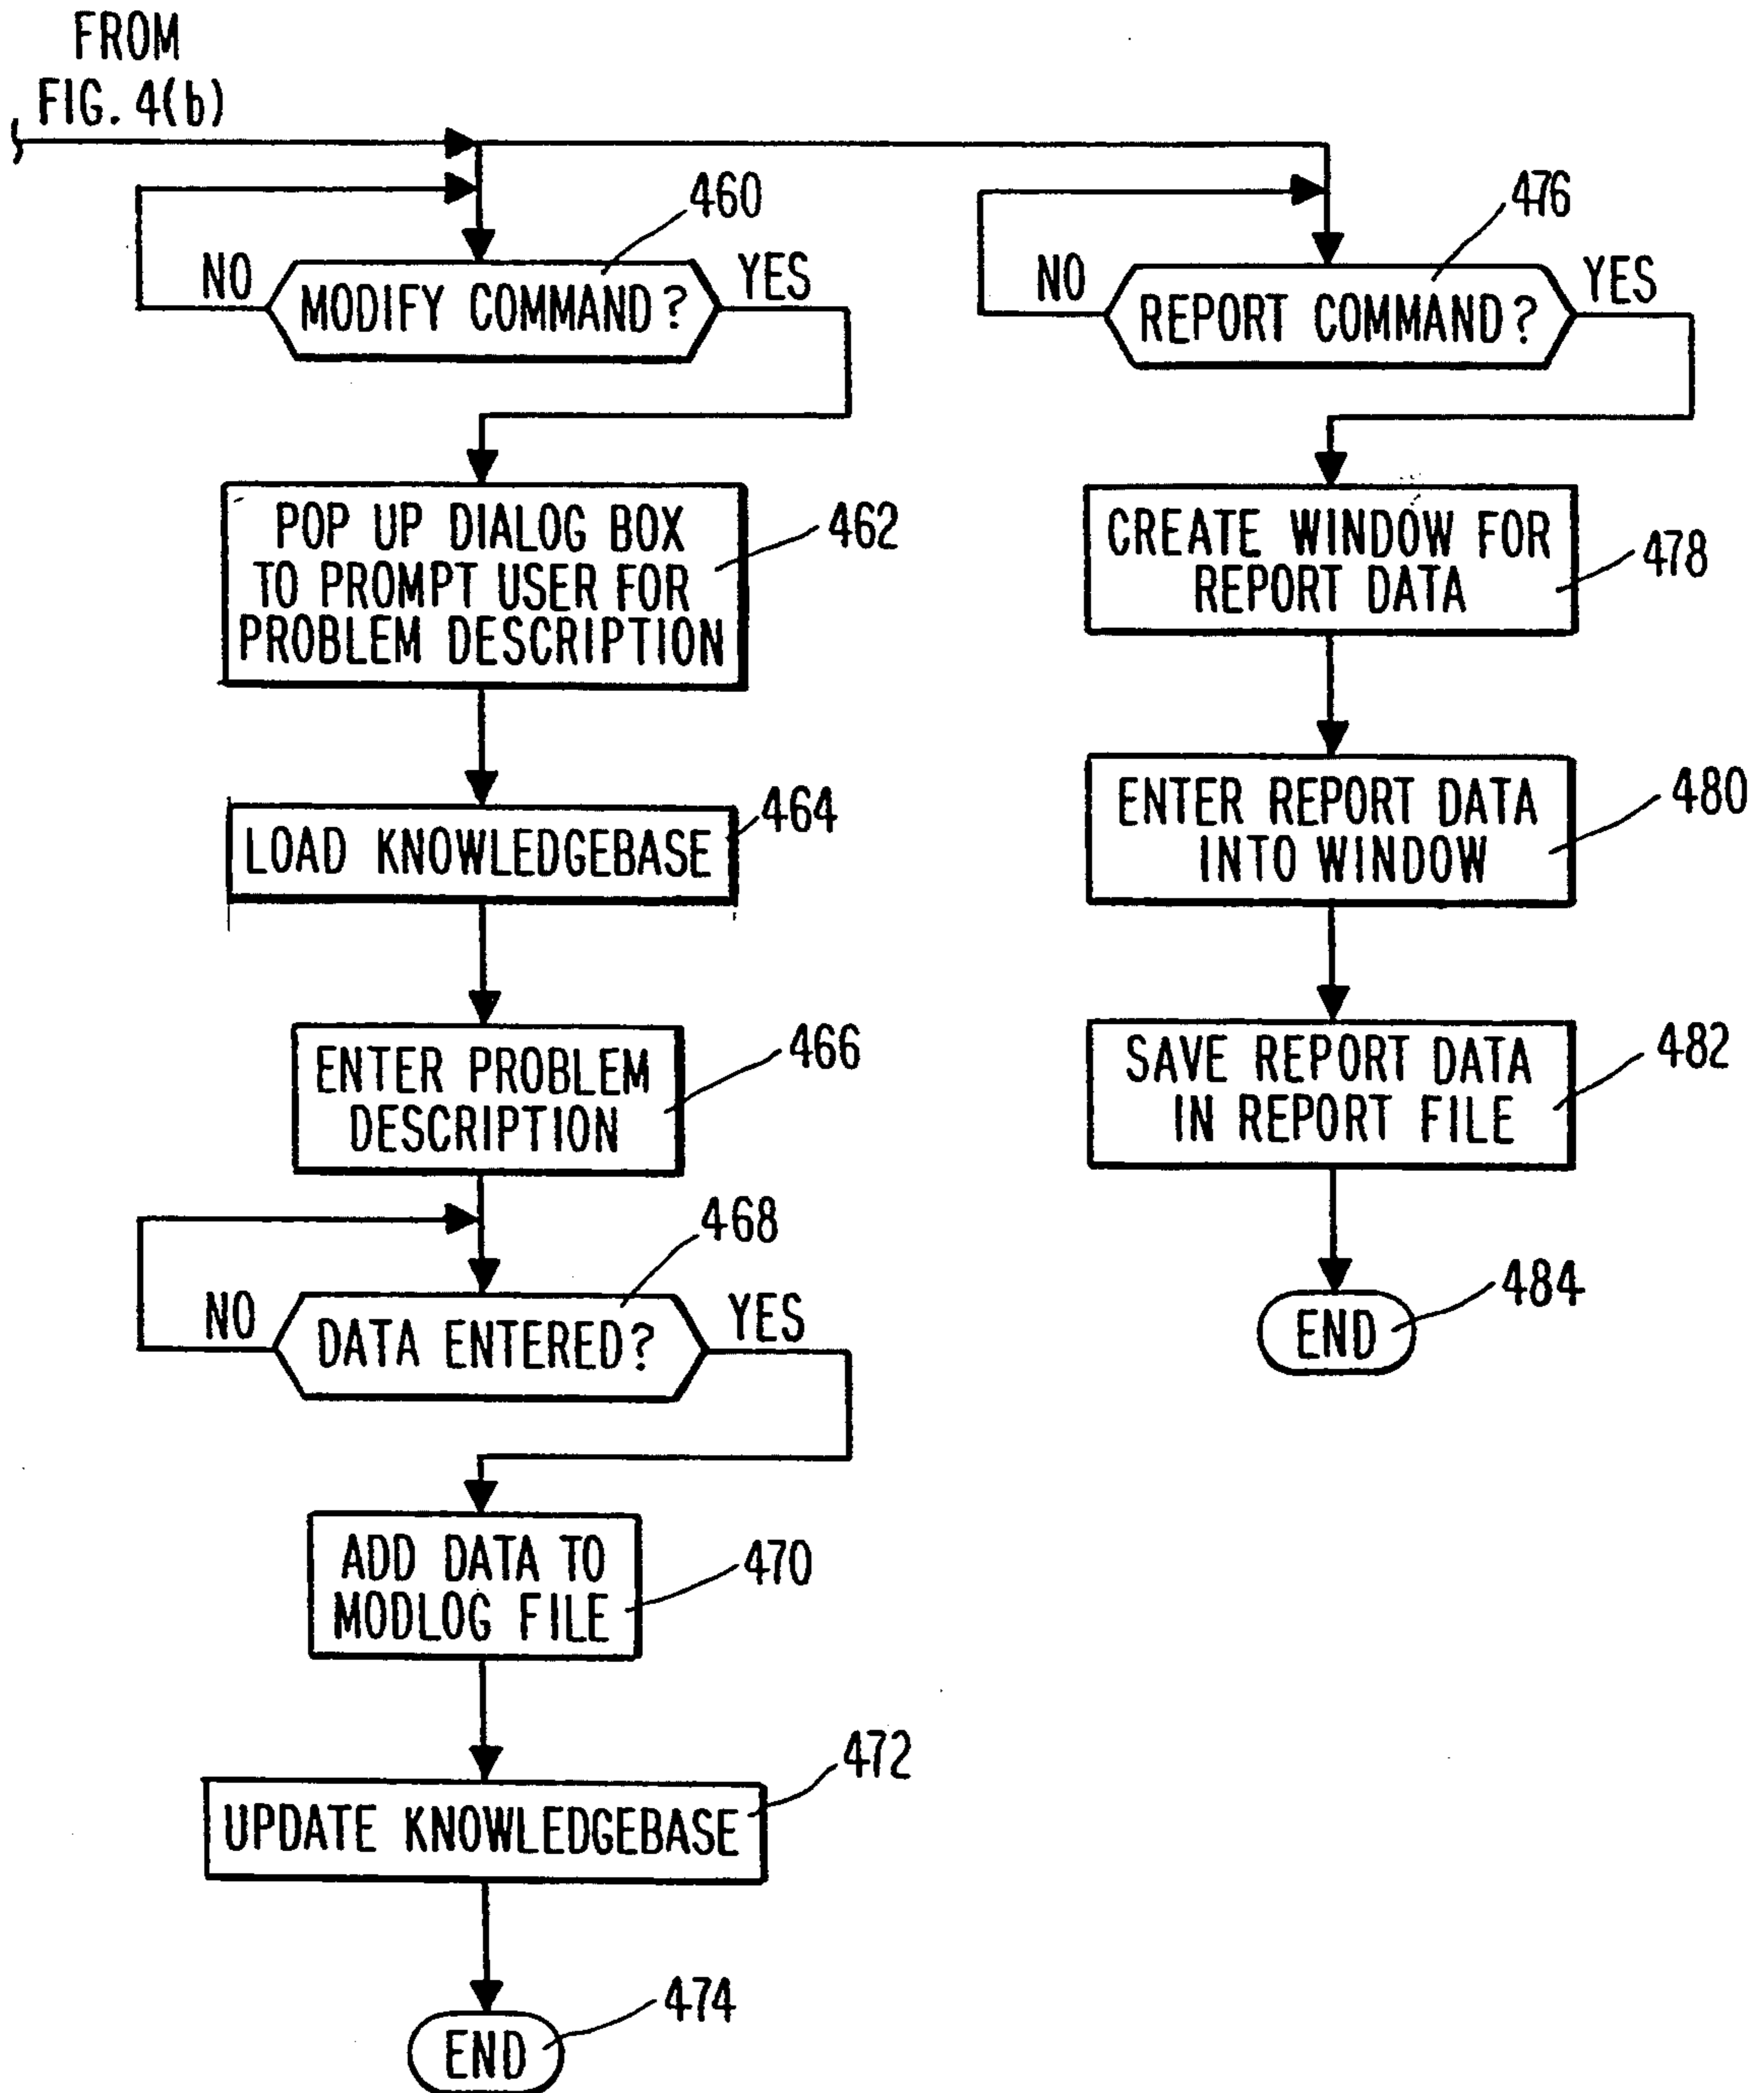 FROM
FIG. 4(b)
460
NO
MODIFY COMMAND?
YES
462
POP UP DIALOG BOX
TO PROMPT USER FOR
PROBLEM DESCRIPTION
464
LOAD KNOWLEDGEBASE
466
ENTER PROBLEM
DESCRIPTION
468
NO
DATA ENTERED?
YES
470
ADD DATA TO
MODLOG FILE
472
UPDATE KNOWLEDGEBASE
474
END
476
NO
REPORT COMMAND?
YES
478
CREATE WINDOW FOR
REPORT DATA
480
ENTER REPORT DATA
INTO WINDOW
482
SAVE REPORT DATA
IN REPORT FILE
484
END